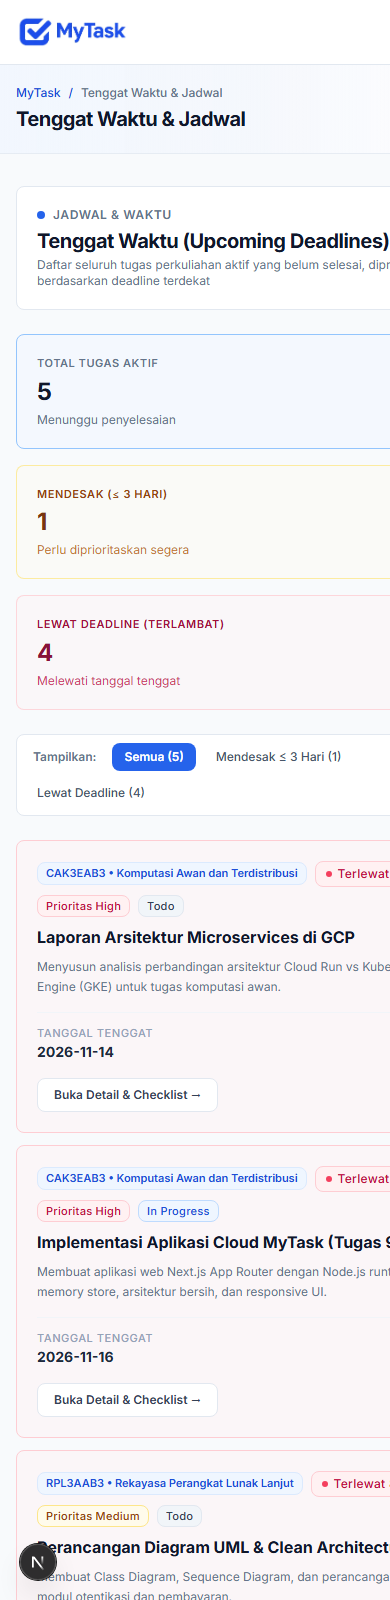 MyTask
MyTask / Tenggat Waktu & Jadwal
Tenggat Waktu & Jadwal
JADWAL & WAKTU
Tenggat Waktu (Upcoming Deadlines)
Daftar seluruh tugas perkuliahan aktif yang belum selesai, dipr
berdasarkan deadline terdekat
TOTAL TUGAS AKTIF
5
Menunggu penyelesaian
MENDESAK (≤ 3 HARI)
1
Perlu diprioritaskan segera
LEWAT DEADLINE (TERLAMBAT)
4
Melewati tanggal tenggat
Tampilkan: Semua (5) Mendesak ≤ 3 Hari (1)
Lewat Deadline (4)
CAK3EAB3 • Komputasi Awan dan Terdistribusi Terlewat
Prioritas High Todo
Laporan Arsitektur Microservices di GCP
Menyusun analisis perbandingan arsitektur Cloud Run vs Kube
Engine (GKE) untuk tugas komputasi awan.
TANGGAL TENGGAT
2026-11-14
Buka Detail & Checklist →
CAK3EAB3 • Komputasi Awan dan Terdistribusi Terlewat
Prioritas High In Progress
Implementasi Aplikasi Cloud MyTask (Tugas 9
Membuat aplikasi web Next.js App Router dengan Node.js runt
memory store, arsitektur bersih, dan responsive UI.
TANGGAL TENGGAT
2026-11-16
Buka Detail & Checklist →
RPL3AAB3 • Rekayasa Perangkat Lunak Lanjut Terlewat
Prioritas Medium Todo
Perancangan Diagram UML & Clean Architect
Membuat Class Diagram, Sequence Diagram, dan perancanga
modul otentikasi dan pembayaran.
N